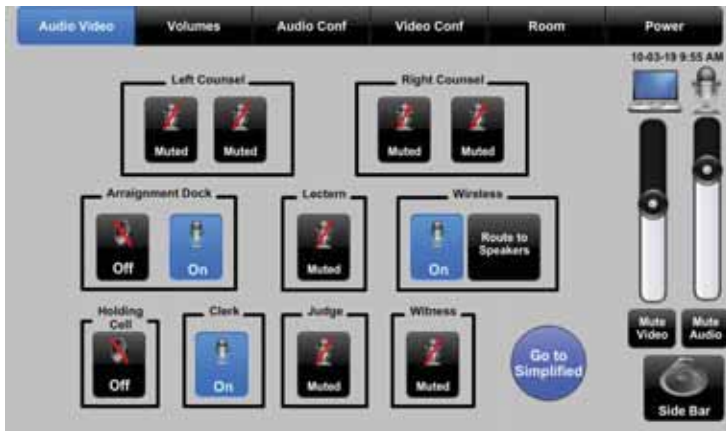 Audio Video
Volumes
Audio Conf
Video Conf
Room
Power
10-03-19 9:55 AM
Left Counsel
Right Counsel
Muted
Muted
Muted
Muted
Arraignment Dock
Lectern
Wireless
Off
On
Muted
On
Route to
Speakers
Holding
Cell
Clerk
Judge
Witness
Off
On
Muted
Muted
Go to
Simplified
Mute
Video
Mute
Audio
Side Bar